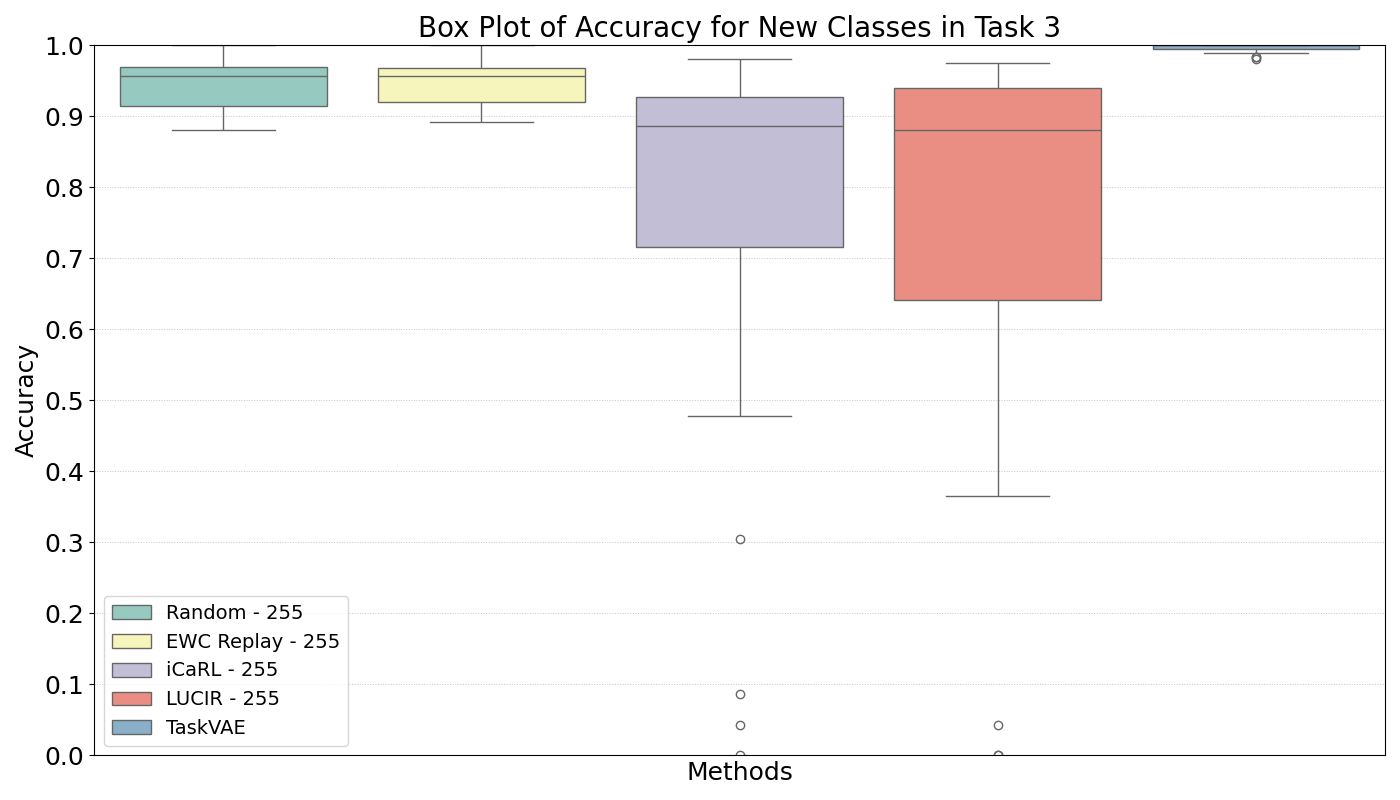 Box Plot of Accuracy for New Classes in Task 3
1.0
0.9
0.8
0.7
0.6
0.5
0.4
0.3
0.2
0.1
0.0
Accuracy
Random - 255
EWC Replay - 255
iCaRL - 255
LUCIR - 255
TaskVAE
Methods